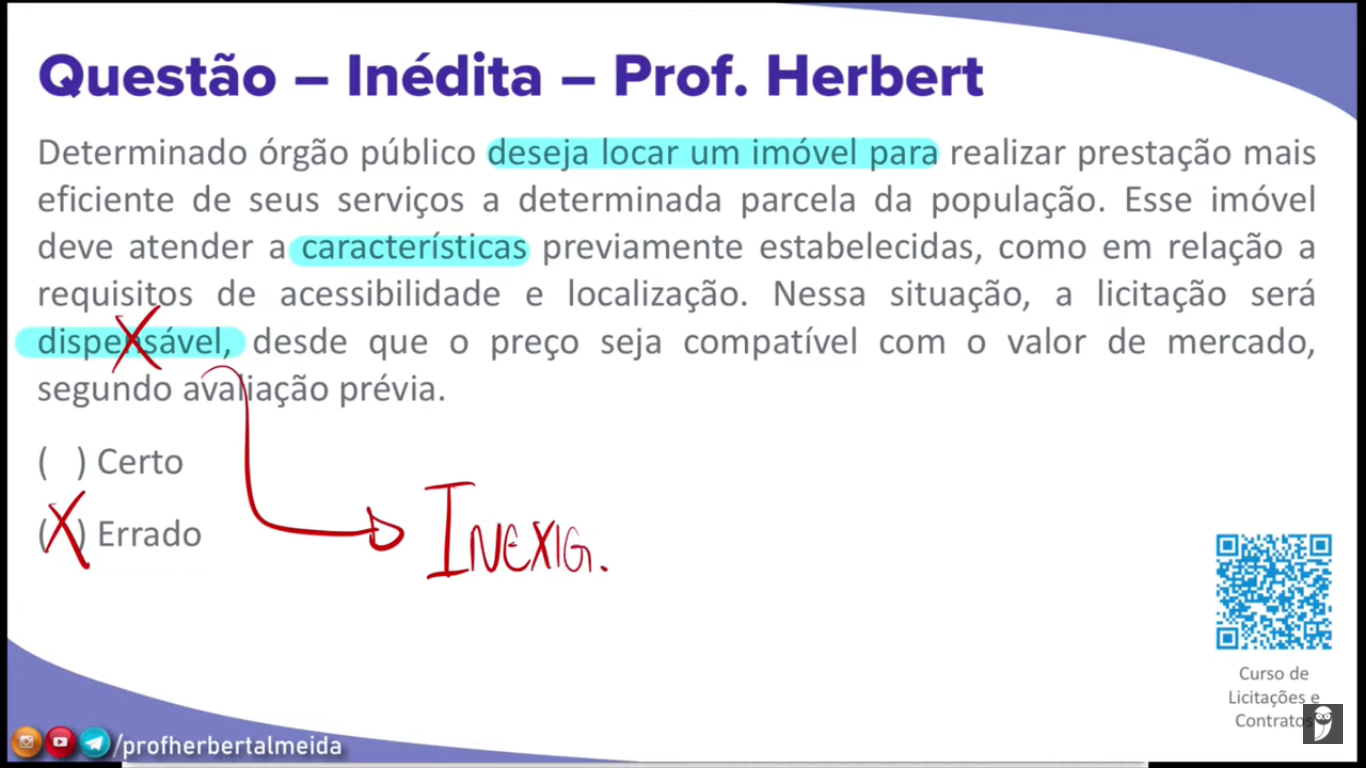 Questão – Inédita – Prof. Herbert
Determinado órgão público deseja locar um imóvel para realizar prestação mais
eficiente de seus serviços a determinada parcela da população. Esse imóvel
deve atender a características previamente estabelecidas, como em relação a
requisitos de acessibilidade e localização. Nessa situação, a licitação será
dispensável, desde que o preço seja compatível com o valor de mercado,
segundo avaliação prévia.
( ) Certo
(X) Errado
INEXIG.
Curso de
Licitações e
Contratos
/profherbertalmeida